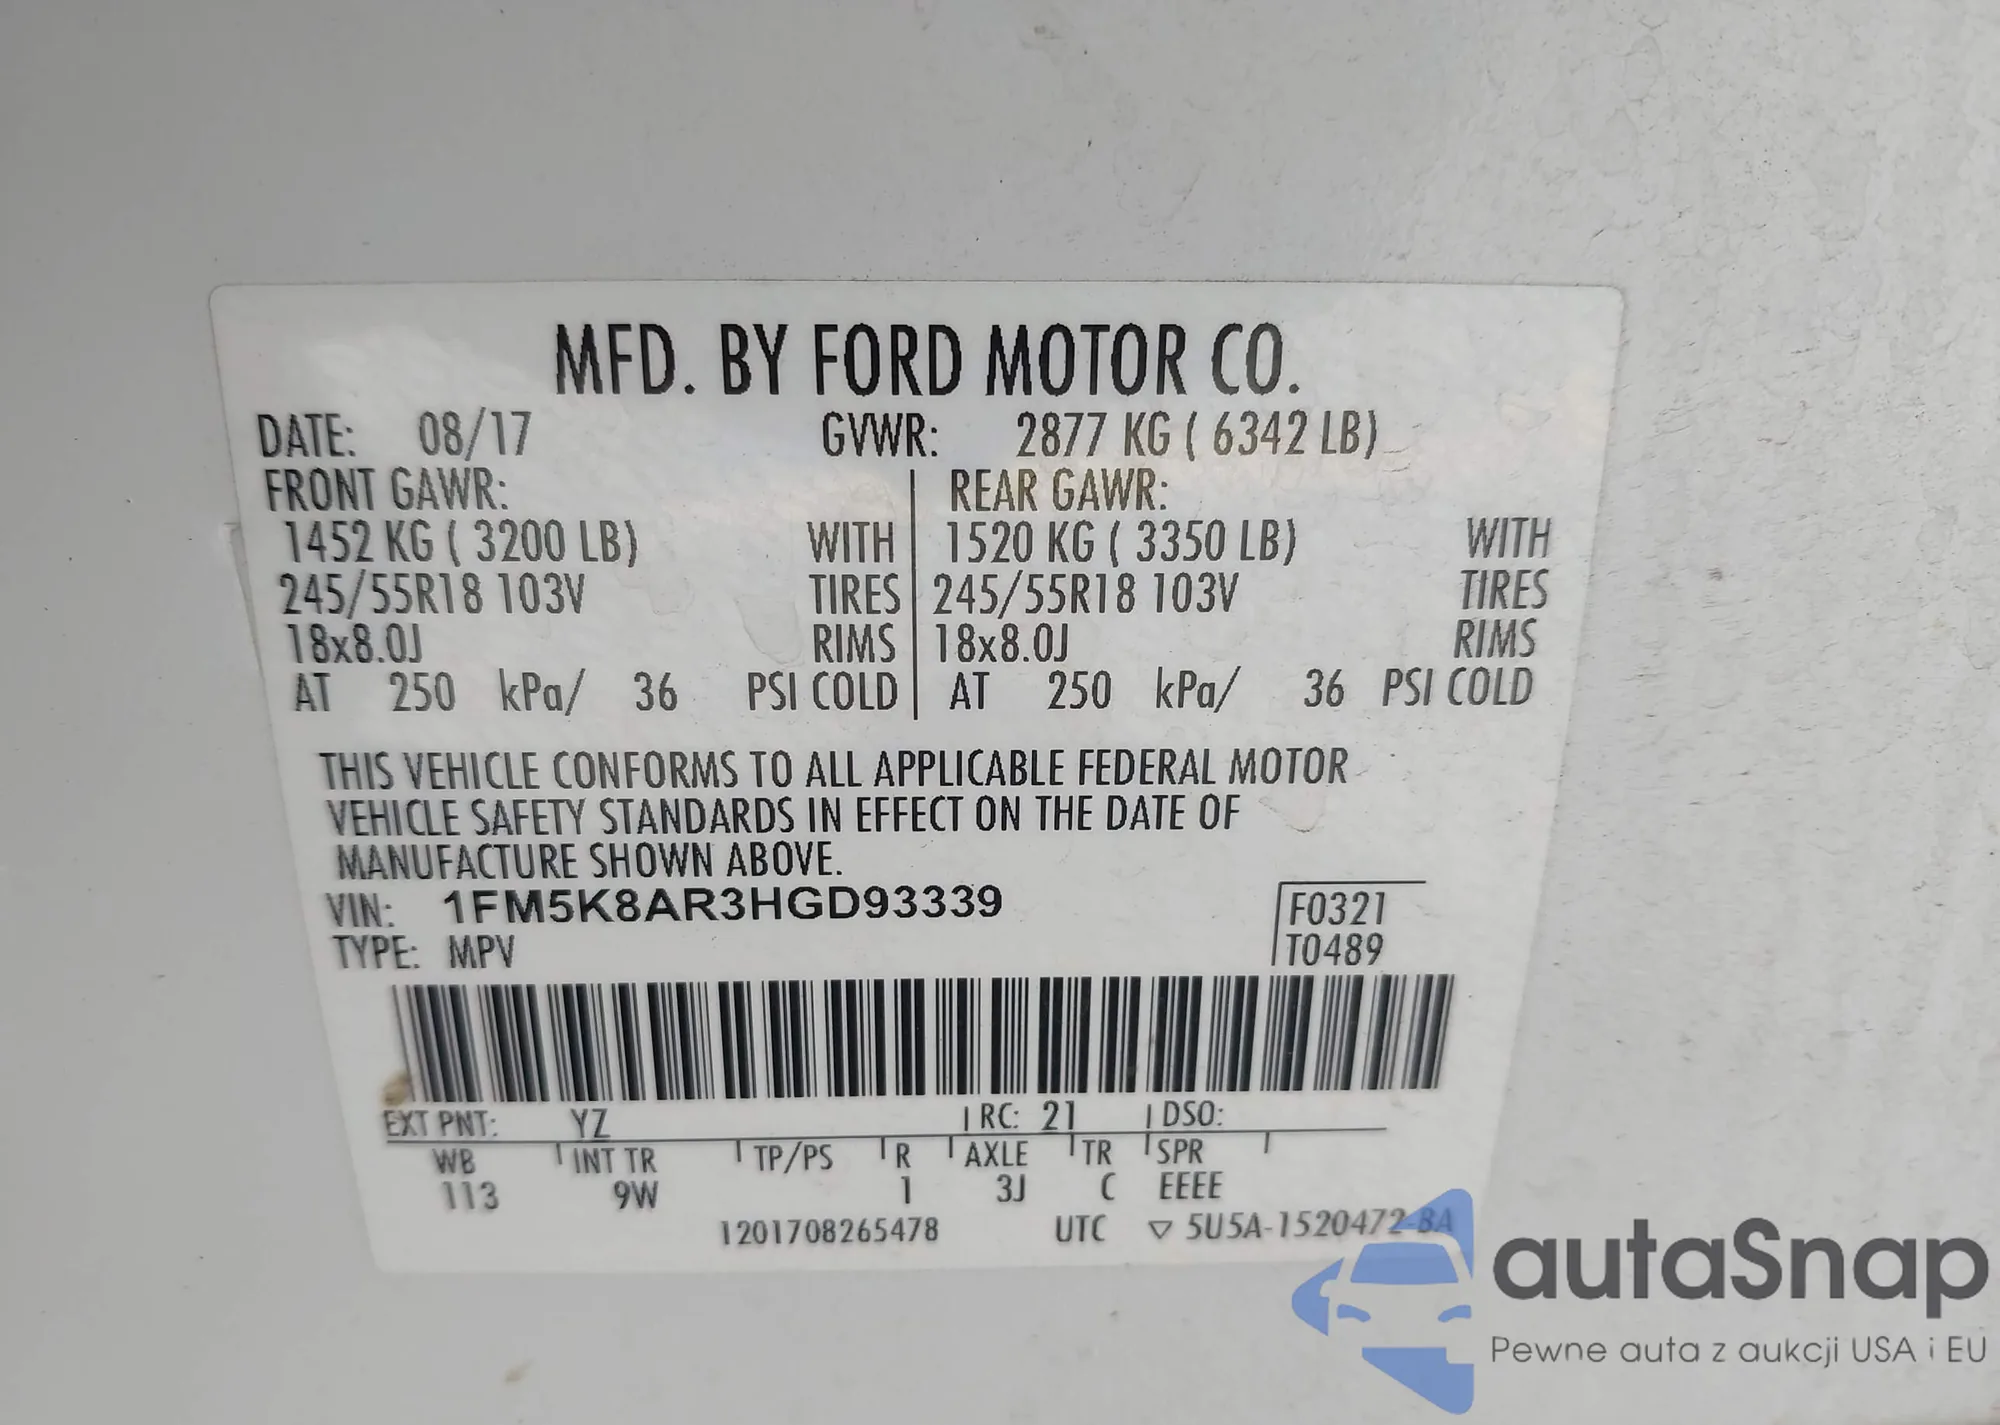 MFD. BY FORD MOTOR CO.
DATE: 08/17 GVWR: 2877 KG ( 6342 LB)
FRONT GAWR: REAR GAWR:
1452 KG ( 3200 LB) WITH 1520 KG ( 3350 LB) WITH
245/55R18 103V TIRES 245/55R18 103V TIRES
18x8.0J RIMS 18x8.0J RIMS
AT 250 kPa/ 36 PSI COLD AT 250 kPa/ 36 PSI COLD
THIS VEHICLE CONFORMS TO ALL APPLICABLE FEDERAL MOTOR
VEHICLE SAFETY STANDARDS IN EFFECT ON THE DATE OF
MANUFACTURE SHOWN ABOVE.
VIN: 1FM5K8AR3HGD93339 F0321
TYPE: MPV T0489
EXT PNT: YZ RC: 21 DSO:
WB INT TR TP/PS R AXLE TR SPR
113 9W 1 3J C EEEE
1201708265478 UTC ▽ 5U5A-1520472-BA
autaSnap
Pewne auta z aukcji USA i EU